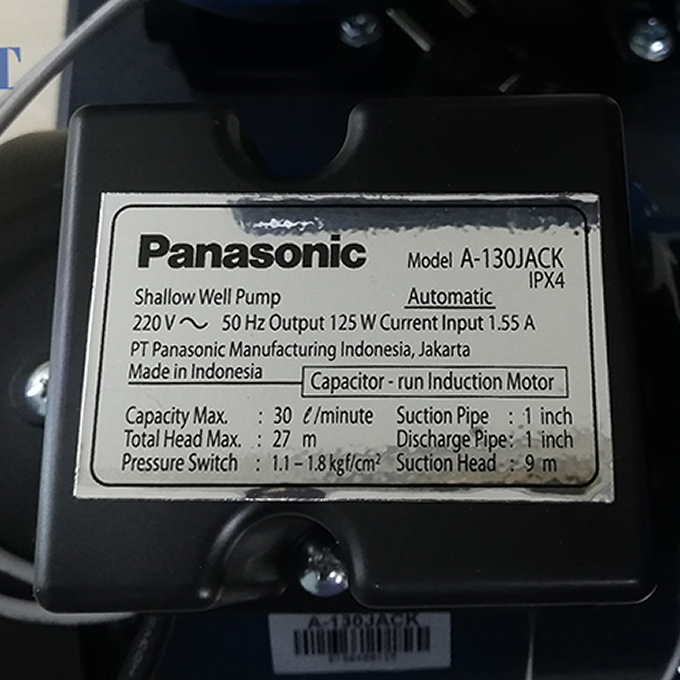 T
Panasonic Model A-130JACK
IPX4
Shallow Well Pump Automatic
220 V ~ 50 Hz Output 125 W Current Input 1.55 A
PT Panasonic Manufacturing Indonesia, Jakarta
Made in Indonesia
Capacitor - run Induction Motor
Capacity Max. : 30 ℓ/minute Suction Pipe : 1 inch
Total Head Max. : 27 m Discharge Pipe : 1 inch
Pressure Switch : 1.1 – 1.8 kgf/cm² Suction Head : 9 m
A-130JACK